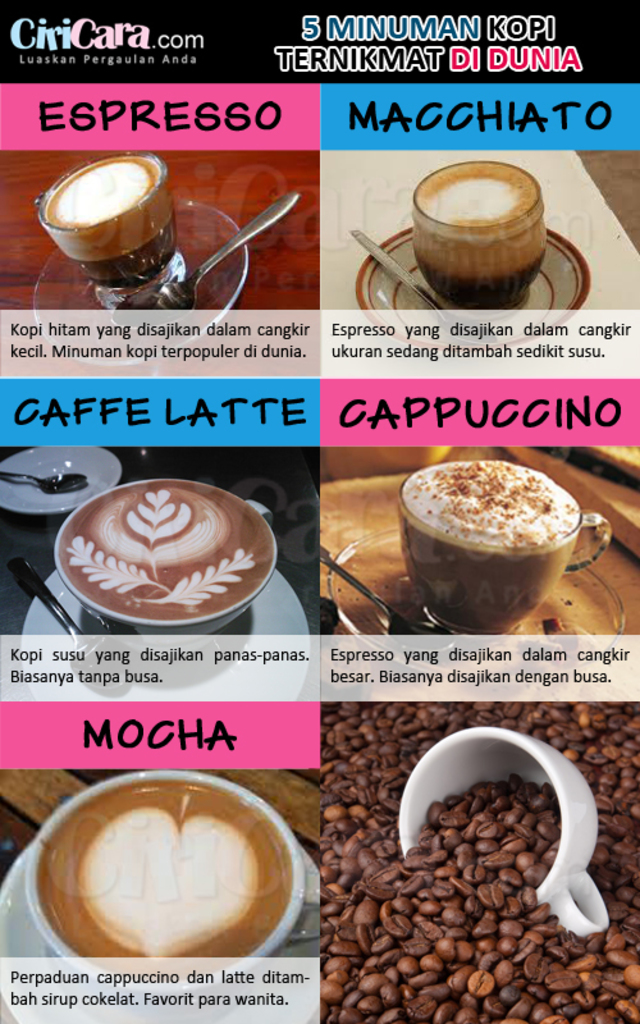 CiriCara.com
Luaskan Pergaulan Anda
5 MINUMAN KOPI
TERNIKMAT DI DUNIA
ESPRESSO
Kopi hitam yang disajikan dalam cangkir
kecil. Minuman kopi terpopuler di dunia.
MACCHIATO
Espresso yang disajikan dalam cangkir
ukuran sedang ditambah sedikit susu.
CAFFE LATTE
Kopi susu yang disajikan panas-panas.
Biasanya tanpa busa.
CAPPUCCINO
Espresso yang disajikan dalam cangkir
besar. Biasanya disajikan dengan busa.
MOCHA
Perpaduan cappuccino dan latte ditam-
bah sirup cokelat. Favorit para wanita.